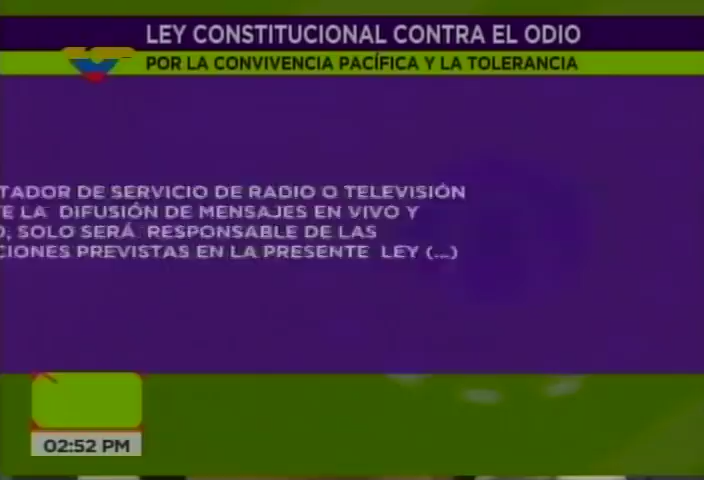 LEY CONSTITUCIONAL CONTRA EL ODIO
POR LA CONVIVENCIA PACÍFICA Y LA TOLERANCIA
TADOR DE SERVICIO DE RADIO O TELEVISIÓN
E LA DIFUSIÓN DE MENSAJES EN VIVO Y
O, SOLO SERÁ RESPONSABLE DE LAS
CIONES PREVISTAS EN LA PRESENTE LEY (...)
02:52 PM